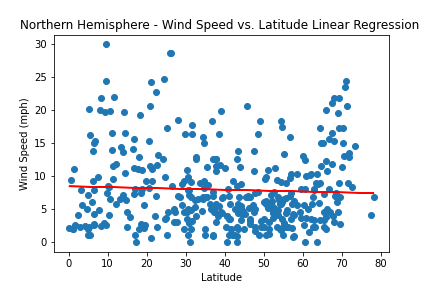 Northern Hemisphere - Wind Speed vs. Latitude Linear Regression
30
25
20
15
10
5
0
Wind Speed (mph)
0 10 20 30 40 50 60 70 80
Latitude